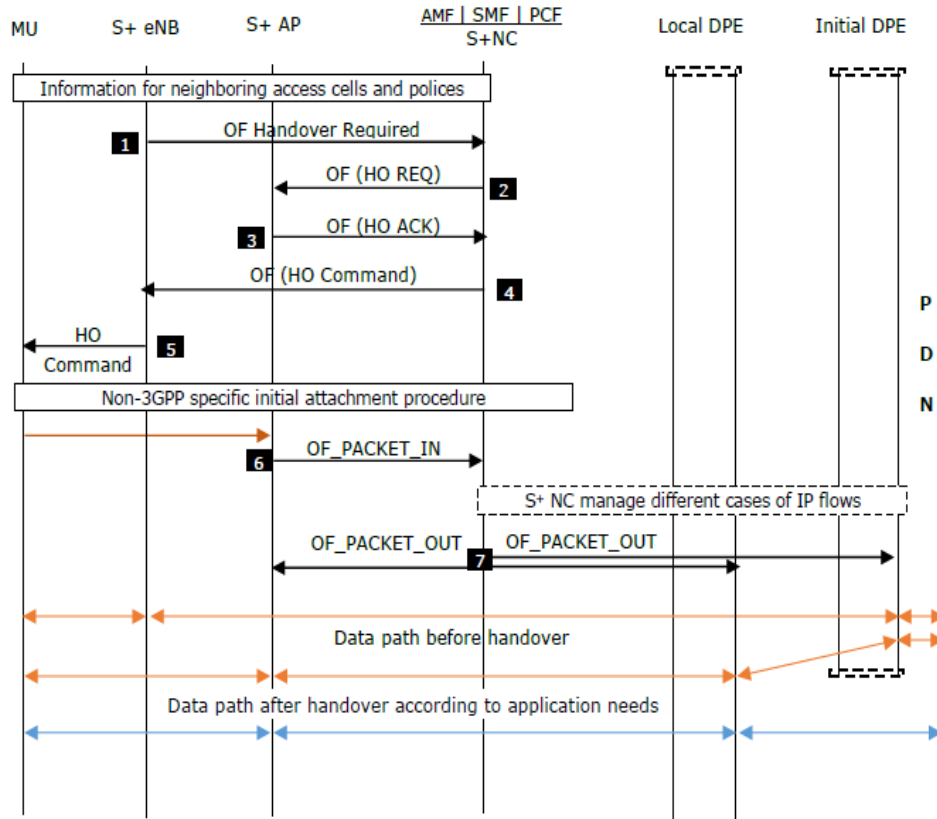 MU
S+ eNB
S+ AP
AMF | SMF | PCF
S+NC
Local DPE
Initial DPE
Information for neighboring access cells and polices
1
OF Handover Required
OF (HO REQ)
2
3
OF (HO ACK)
OF (HO Command)
4
P
HO
5
Command
D
Non-3GPP specific initial attachment procedure
N
6
OF_PACKET_IN
S+ NC manage different cases of IP flows
OF_PACKET_OUT
7
OF_PACKET_OUT
Data path before handover
Data path after handover according to application needs